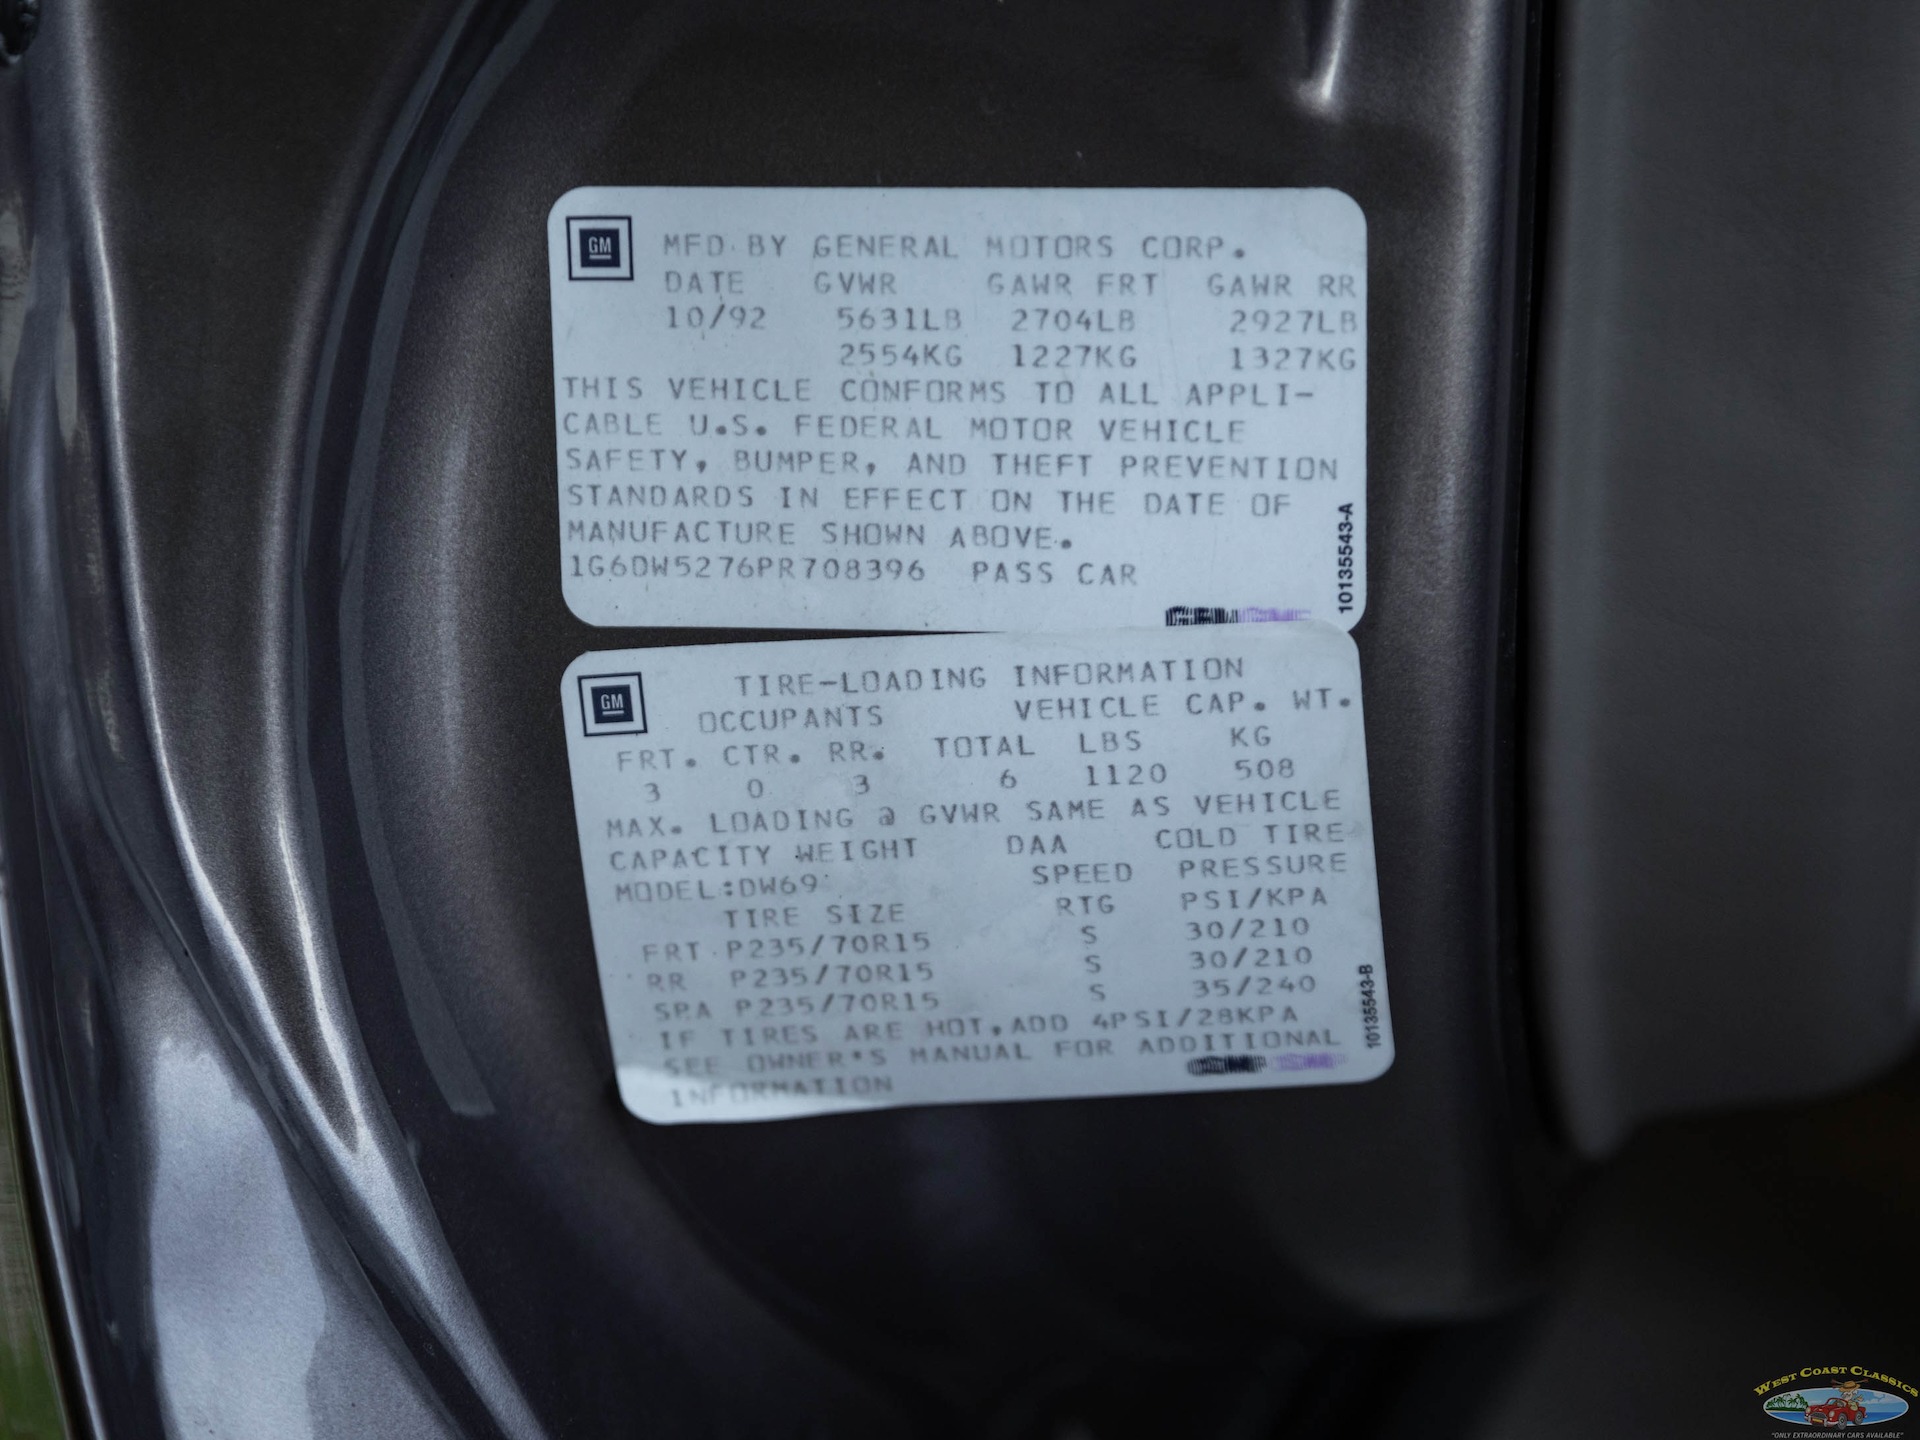 GM
MFD BY GENERAL MOTORS CORP.
DATE GVWR GAWR FRT GAWR RR
10/92 5631LB 2704LB 2927LB
2554KG 1227KG 1327KG
THIS VEHICLE CONFORMS TO ALL APPLI-
CABLE U.S. FEDERAL MOTOR VEHICLE
SAFETY, BUMPER, AND THEFT PREVENTION
STANDARDS IN EFFECT ON THE DATE OF
MANUFACTURE SHOWN ABOVE.
1G6DW5276PR708396 PASS CAR
10135543-A
GM
TIRE-LOADING INFORMATION
OCCUPANTS VEHICLE CAP. WT.
FRT. CTR. RR. TOTAL LBS KG
3 0 3 6 1120 508
MAX. LOADING @ GVWR SAME AS VEHICLE
CAPACITY WEIGHT DAA COLD TIRE
MODEL:DW69 SPEED PRESSURE
TIRE SIZE RTG PSI/KPA
FRT P235/70R15 S 30/210
RR P235/70R15 S 30/210
SPA P235/70R15 S 35/240
IF TIRES ARE HOT, ADD 4PSI/28KPA
SEE OWNER'S MANUAL FOR ADDITIONAL
INFORMATION
10135543-B
WEST COAST CLASSICS
"ONLY EXTRAORDINARY CARS AVAILABLE"